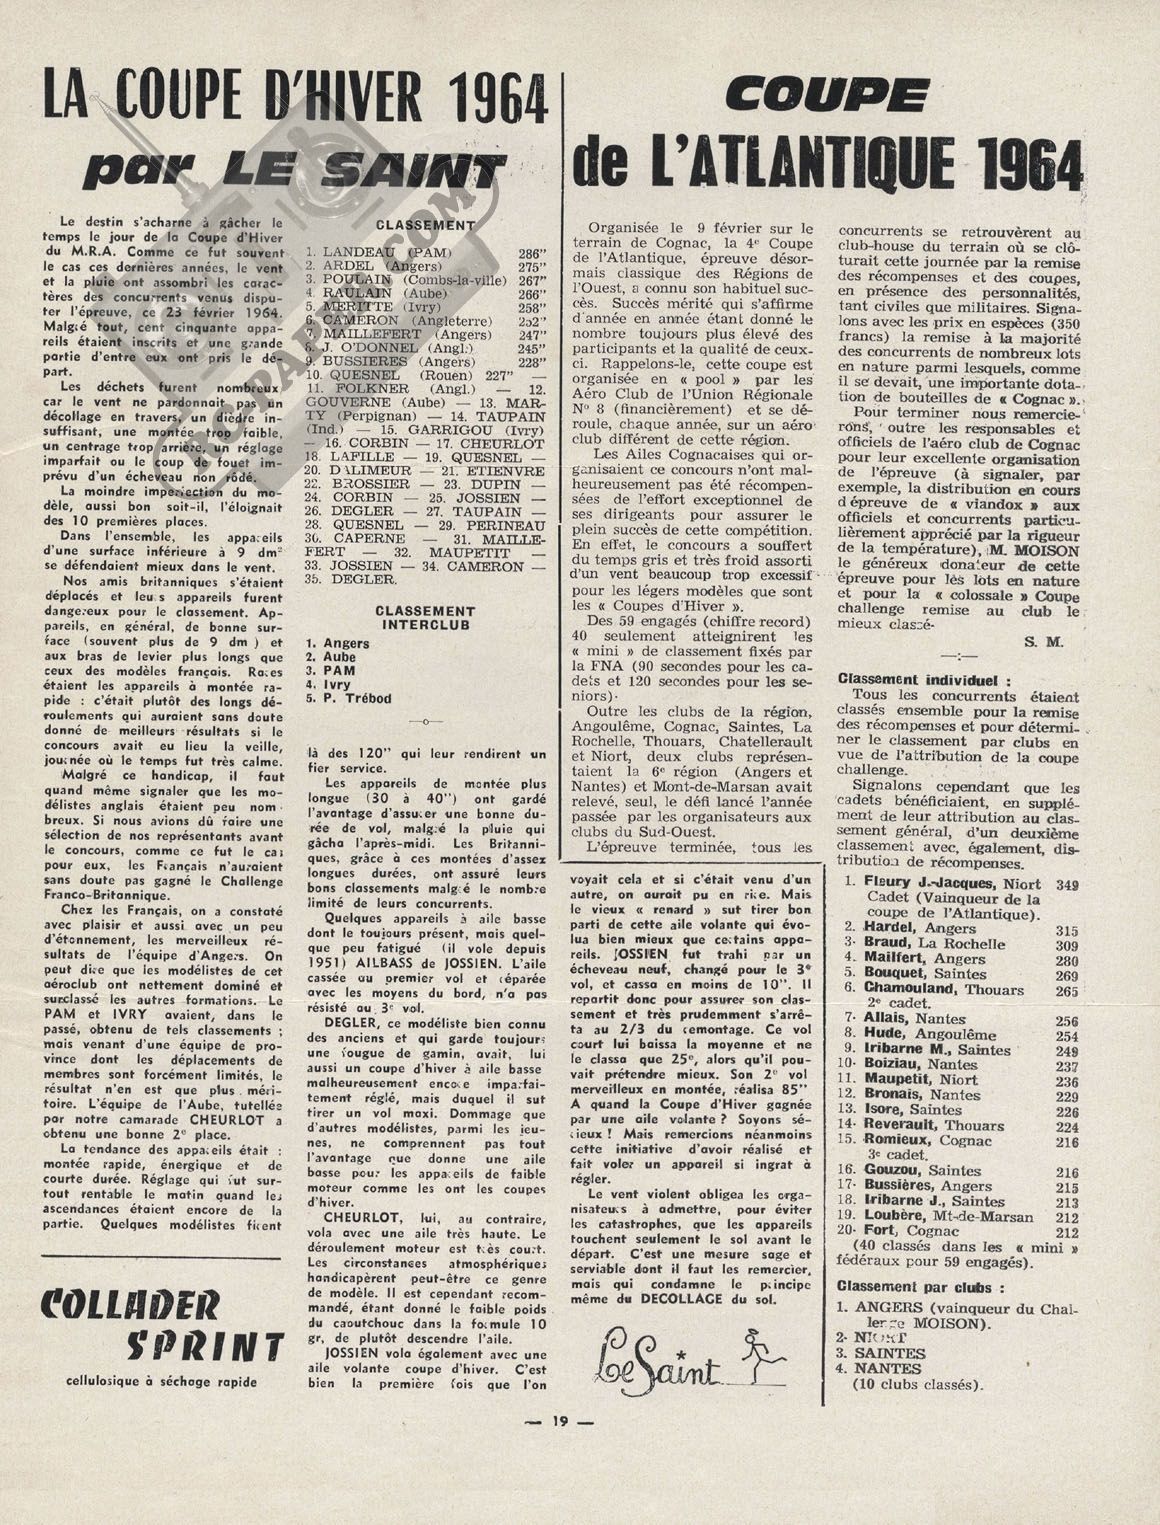 LA COUPE D'HIVER 1964
par LE SAINT
Le destin s'acharne à gâcher le
temps le jour de la Coupe d'Hiver
du M.R.A. Comme ce fut souvent
le cas ces dernières années, le vent
et la pluie ont assombri les carac-
tères des concurrents venus dispu-
ter l'épreuve, ce 23 février 1964.
Malgré tout, cent cinquante appa-
reils étaient inscrits et une grande
partie d'entre eux ont pris le dé-
part.
Les déchets furent nombreux
car le vent ne pardonnait pas un
décollage en travers, un dièdre in-
suffisant, une montée trop faible,
un centrage trop arrière, un réglage
imparfait ou le coup de fouet im-
prévu d'un écheveau non rôdé.
La moindre imperfection du mo-
dèle, aussi bon soit-il, l'éloignait
des 10 premières places.
Dans l'ensemble, les appareils
d'une surface inférieure à 9 dm²
se défendaient mieux dans le vent.
Nos amis britanniques s'étaient
déplacés et leurs appareils furent
dangereux pour le classement. Ap-
pareils, en général, de bonne sur-
face (souvent plus de 9 dm ) et
aux bras de levier plus longs que
ceux des modèles français. Rares
étaient les appareils à montée ra-
pide : c'était plutôt des longs dé-
roulements qui auraient sans doute
donné de meilleurs résultats si le
concours avait eu lieu la veille,
journée où le temps fut très calme.
Malgré ce handicap, il faut
quand même signaler que les mo-
délistes anglais étaient peu nom-
breux. Si nous avions dû faire une
sélection de nos représentants avant
le concours, comme ce fut le cas
pour eux, les Français n'auraient
sans doute pas gagné le Challenge
Franco-Britannique.
Chez les Français, on a constaté
avec plaisir et aussi avec un peu
d'étonnement, les merveilleux ré-
sultats de l'équipe d'Angers. On
peut dire que les modélistes de cet
aéroclub ont nettement dominé et
surclassé les autres formations. Le
PAM et IVRY avaient, dans le
passé, obtenu de tels classements ;
mais venant d'une équipe de pro-
vince dont les déplacements de
membres sont forcément limités, le
résultat n'en est que plus méri-
toire. L'équipe de l'Aube, tutellée
par notre camarade CHEURLOT a
obtenu une bonne 2e place.
La tendance des appareils était :
montée rapide, énergique et de
courte durée. Réglage qui fut sur-
tout rentable le matin quand les
ascendances étaient encore de la
partie. Quelques modélistes firent
COLLADER
SPRINT
cellulosique à séchage rapide
CLASSEMENT
1. LANDEAU (PAM) 286"
2. ARDEL (Angers) 275"
3. POULAIN (Combs-la-ville) 267"
4. RAULAIN (Aube) 266"
5. MERITTE (Ivry) 258"
6. CAMERON (Angleterre) 252"
7. MAILLEFERT (Angers) 247"
8. J. O'DONNEL (Angl.) 245"
9. BUSSIERES (Angers) 228"
10. QUESNEL (Rouen) 227" —
11. FOLKNER (Angl.) — 12.
GOUVERNE (Aube) — 13. MAR-
TY (Perpignan) — 14. TAUPAIN
(Ind.) — 15. GARRIGOU (Ivry)
— 16. CORBIN — 17. CHEURLOT
18. LAFILLE — 19. QUESNEL —
20. DALIMEUR — 21. ETIENVRE
22. BROSSIER — 23. DUPIN —
24. CORBIN — 25. JOSSIEN —
26. DEGLER — 27. TAUPAIN —
28. QUESNEL — 29. PERINEAU
30. CAPERNE — 31. MAILLE-
FERT — 32. MAUPETIT —
33. JOSSIEN — 34. CAMERON —
35. DEGLER.
CLASSEMENT
INTERCLUB
1. Angers
2. Aube
3. PAM
4. Ivry
5. P. Trébod
—o—
là des 120" qui leur rendirent un
fier service.
Les appareils de montée plus
longue (30 à 40") ont gardé
l'avantage d'assurer une bonne du-
rée de vol, malgré la pluie qui
gâcha l'après-midi. Les Britanni-
ques, grâce à ces montées d'assez
longues durées, ont assuré leurs
bons classements malgré le nombre
limité de leurs concurrents.
Quelques appareils à aile basse
dont le toujours présent, mais quel-
que peu fatigué (il vole depuis
1951) AILBASS de JOSSIEN. L'aile
cassée au premier vol et réparée
avec les moyens du bord, n'a pas
résisté au 3e vol.
DEGLER, ce modéliste bien connu
des anciens et qui garde toujours
une fougue de gamin, avait, lui
aussi un coup d'hiver à aile basse
malheureusement encore imparfai-
tement réglé, mais duquel il sut
tirer un vol maxi. Dommage que
d'autres modélistes, parmi les jeu-
nes, ne comprennent pas tout
l'avantage que donne une aile
basse pour les appareils de faible
moteur comme les ont les coupes
d'hiver.
CHEURLOT, lui, au contraire,
vola avec une aile très haute. Le
déroulement moteur est très court.
Les circonstances atmosphériques
handicapèrent peut-être ce genre
de modèle. Il est cependant recom-
mandé, étant donné le faible poids
du caoutchouc dans la formule 10
gr, de plutôt descendre l'aile.
JOSSIEN vola également avec une
aile volante coupe d'hiver. C'est
bien la première fois que l'on
voyait cela et si c'était venu d'un
autre, on aurait pu en rire. Mais
le vieux « renard » sut tirer bon
parti de cette aile volante qui évo-
lua bien mieux que certains appa-
reils. JOSSIEN fut trahi par un
écheveau neuf, changé pour le 3e
vol, et cassa en moins de 10". Il
repartit donc pour assurer son clas-
sement et très prudemment s'arrê-
ta au 2/3 du remontage. Ce vol
court lui baissa la moyenne et ne
le classa que 25e, alors qu'il pou-
vait prétendre mieux. Son 2e vol
merveilleux en montée, réalisa 85"
A quand la Coupe d'Hiver gagnée
par une aile volante ? Soyons sé-
rieux ! Mais remercions néanmoins
cette initiative d'avoir réalisé et
fait voler un appareil si ingrat à
régler.
Le vent violent obligea les orga-
nisateurs à admettre, pour éviter
les catastrophes, que les appareils
touchent seulement le sol avant le
départ. C'est une mesure sage et
serviable dont il faut les remercier,
mais qui condamne le principe
même du DECOLLAGE du sol.
Le Saint
COUPE
de L'ATLANTIQUE 1964
Organisée le 9 février sur le
terrain de Cognac, la 4e Coupe
de l'Atlantique, épreuve désor-
mais classique des Régions de
l'Ouest, a connu son habituel suc-
cès. Succès mérité qui s'affirme
d'année en année étant donné le
nombre toujours plus élevé des
participants et la qualité de ceux-
ci. Rappelons-le, cette coupe est
organisée en « pool » par les
Aéro Club de l'Union Régionale
No 8 (financièrement) et se dé-
roule, chaque année, sur un aéro
club différent de cette région.
Les Ailes Cognacaises qui or-
ganisaient ce concours n'ont mal-
heureusement pas été récompen-
sées de l'effort exceptionnel de
ses dirigeants pour assurer le
plein succès de cette compétition.
En effet, le concours a souffert
du temps gris et très froid assorti
d'un vent beaucoup trop excessif
pour les légers modèles que sont
les « Coupes d'Hiver ».
Des 59 engagés (chiffre record)
40 seulement atteignirent les
« mini » de classement fixés par
la FNA (90 secondes pour les ca-
dets et 120 secondes pour les se-
niors).
Outre les clubs de la région,
Angoulême, Cognac, Saintes, La
Rochelle, Thouars, Chatellerault
et Niort, deux clubs représen-
taient la 6e région (Angers et
Nantes) et Mont-de-Marsan avait
relevé, seul, le défi lancé l'année
passée par les organisateurs aux
clubs du Sud-Ouest.
L'épreuve terminée, tous les
concurrents se retrouvèrent au
club-house du terrain où se clô-
turait cette journée par la remise
des récompenses et des coupes,
en présence des personnalités,
tant civiles que militaires. Signa-
lons avec les prix en espèces (350
francs) la remise à la majorité
des concurrents de nombreux lots
en nature parmi lesquels, comme
il se devait, une importante dota-
tion de bouteilles de « Cognac ».
Pour terminer nous remercie-
rons, outre les responsables et
officiels de l'aéro club de Cognac
pour leur excellente organisation
de l'épreuve (à signaler, par
exemple, la distribution en cours
d'épreuve de « viandox » aux
officiels et concurrents particu-
lièrement apprécié par la rigueur
de la température), M. MOISON
le généreux donateur de cette
épreuve pour les lots en nature
et pour la « colossale » Coupe
challenge remise au club le
mieux classé.
S. M.
—:—
Classement individuel :
Tous les concurrents étaient
classés ensemble pour la remise
des récompenses et pour détermi-
ner le classement par clubs en
vue de l'attribution de la coupe
challenge.
Signalons cependant que les
cadets bénéficiaient, en supplé-
ment de leur attribution au clas-
sement général, d'un deuxième
classement avec, également, dis-
tribution de récompenses.
1. Fleury J.-Jacques, Niort 349
Cadet (Vainqueur de la
coupe de l'Atlantique).
2. Hardel, Angers 315
3. Braud, La Rochelle 309
4. Mailfert, Angers 280
5. Bouquet, Saintes 269
6. Chamouland, Thouars 265
2e cadet.
7. Allais, Nantes 256
8. Hude, Angoulême 254
9. Iribarne M., Saintes 249
10. Boiziau, Nantes 237
11. Maupetit, Niort 236
12. Bronais, Nantes 229
13. Isore, Saintes 226
14. Reverault, Thouars 224
15. Romieux, Cognac 216
3e cadet.
16. Gouzou, Saintes 216
17. Bussières, Angers 215
18. Iribarne J., Saintes 213
19. Loubère, Mt-de-Marsan 212
20. Fort, Cognac 212
(40 classés dans les « mini »
fédéraux pour 59 engagés).
Classement par clubs :
1. ANGERS (vainqueur du Chal-
lenge MOISON).
2. NIORT
3. SAINTES
4. NANTES
(10 clubs classés).
— 19 —
RC-PAPER.COM